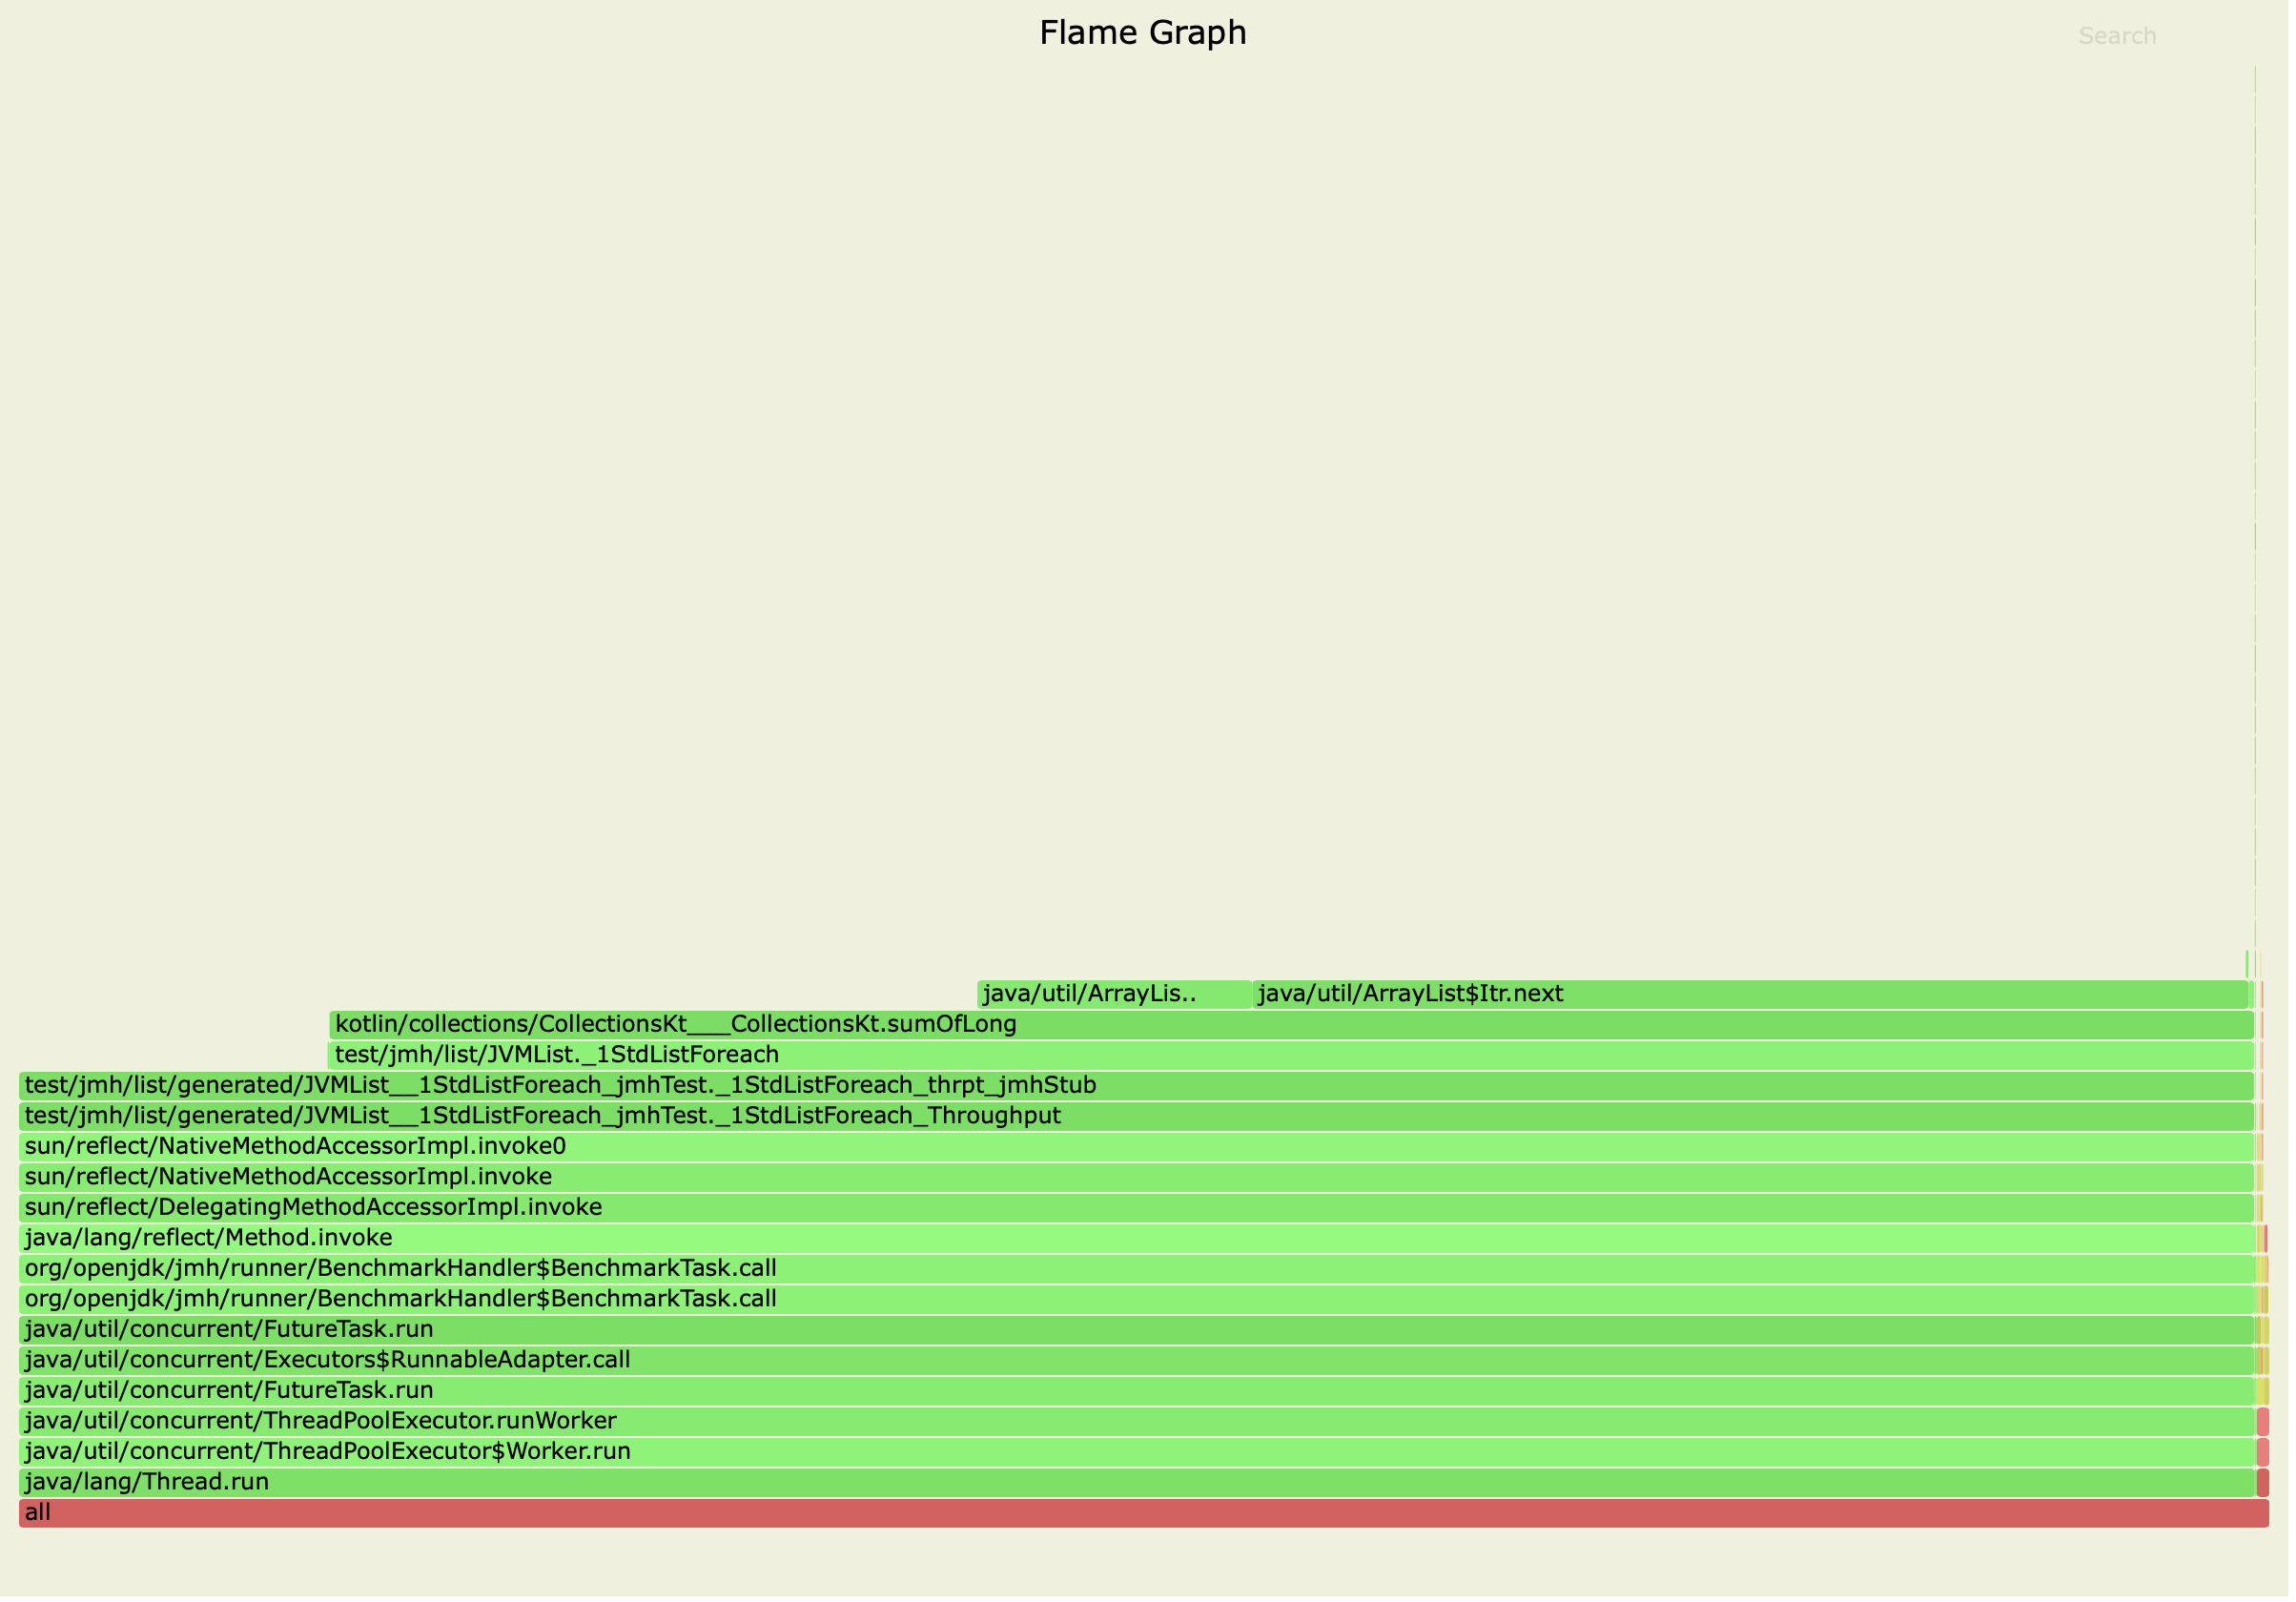 Flame Graph
Search
java/util/ArrayLis..
java/util/ArrayList$Itr.next
kotlin/collections/CollectionsKt___CollectionsKt.sumOfLong
test/jmh/list/JVMList._1StdListForeach
test/jmh/list/generated/JVMList__1StdListForeach_jmhTest._1StdListForeach_thrpt_jmhStub
test/jmh/list/generated/JVMList__1StdListForeach_jmhTest._1StdListForeach_Throughput
sun/reflect/NativeMethodAccessorImpl.invoke0
sun/reflect/NativeMethodAccessorImpl.invoke
sun/reflect/DelegatingMethodAccessorImpl.invoke
java/lang/reflect/Method.invoke
org/openjdk/jmh/runner/BenchmarkHandler$BenchmarkTask.call
org/openjdk/jmh/runner/BenchmarkHandler$BenchmarkTask.call
java/util/concurrent/FutureTask.run
java/util/concurrent/Executors$RunnableAdapter.call
java/util/concurrent/FutureTask.run
java/util/concurrent/ThreadPoolExecutor.runWorker
java/util/concurrent/ThreadPoolExecutor$Worker.run
java/lang/Thread.run
all